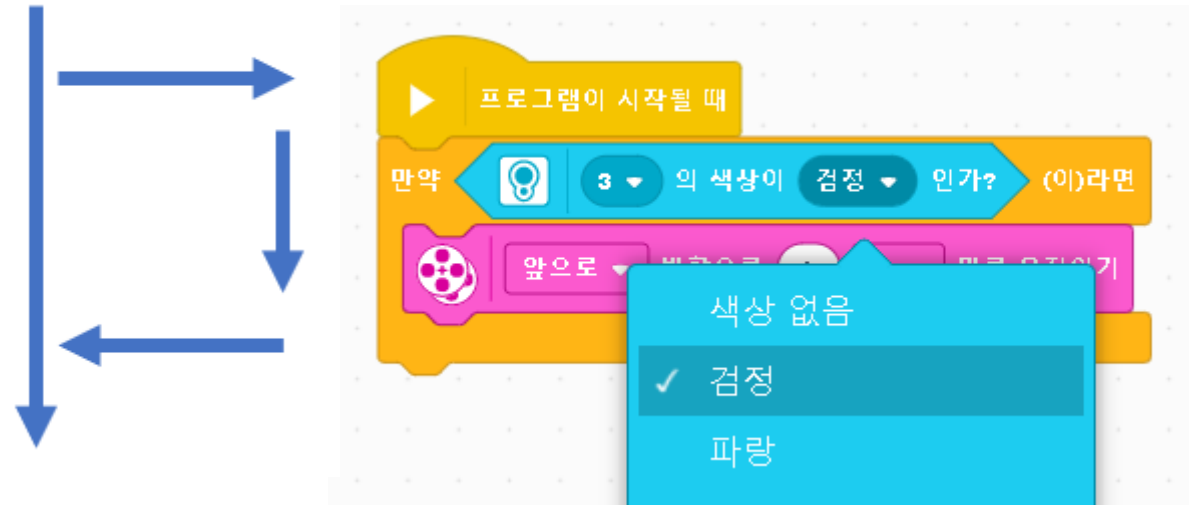 프로그램이 시작될 때
만약 3 의 색상이 검정 인가? (이)라면
앞으로
색상 없음
검정
파랑